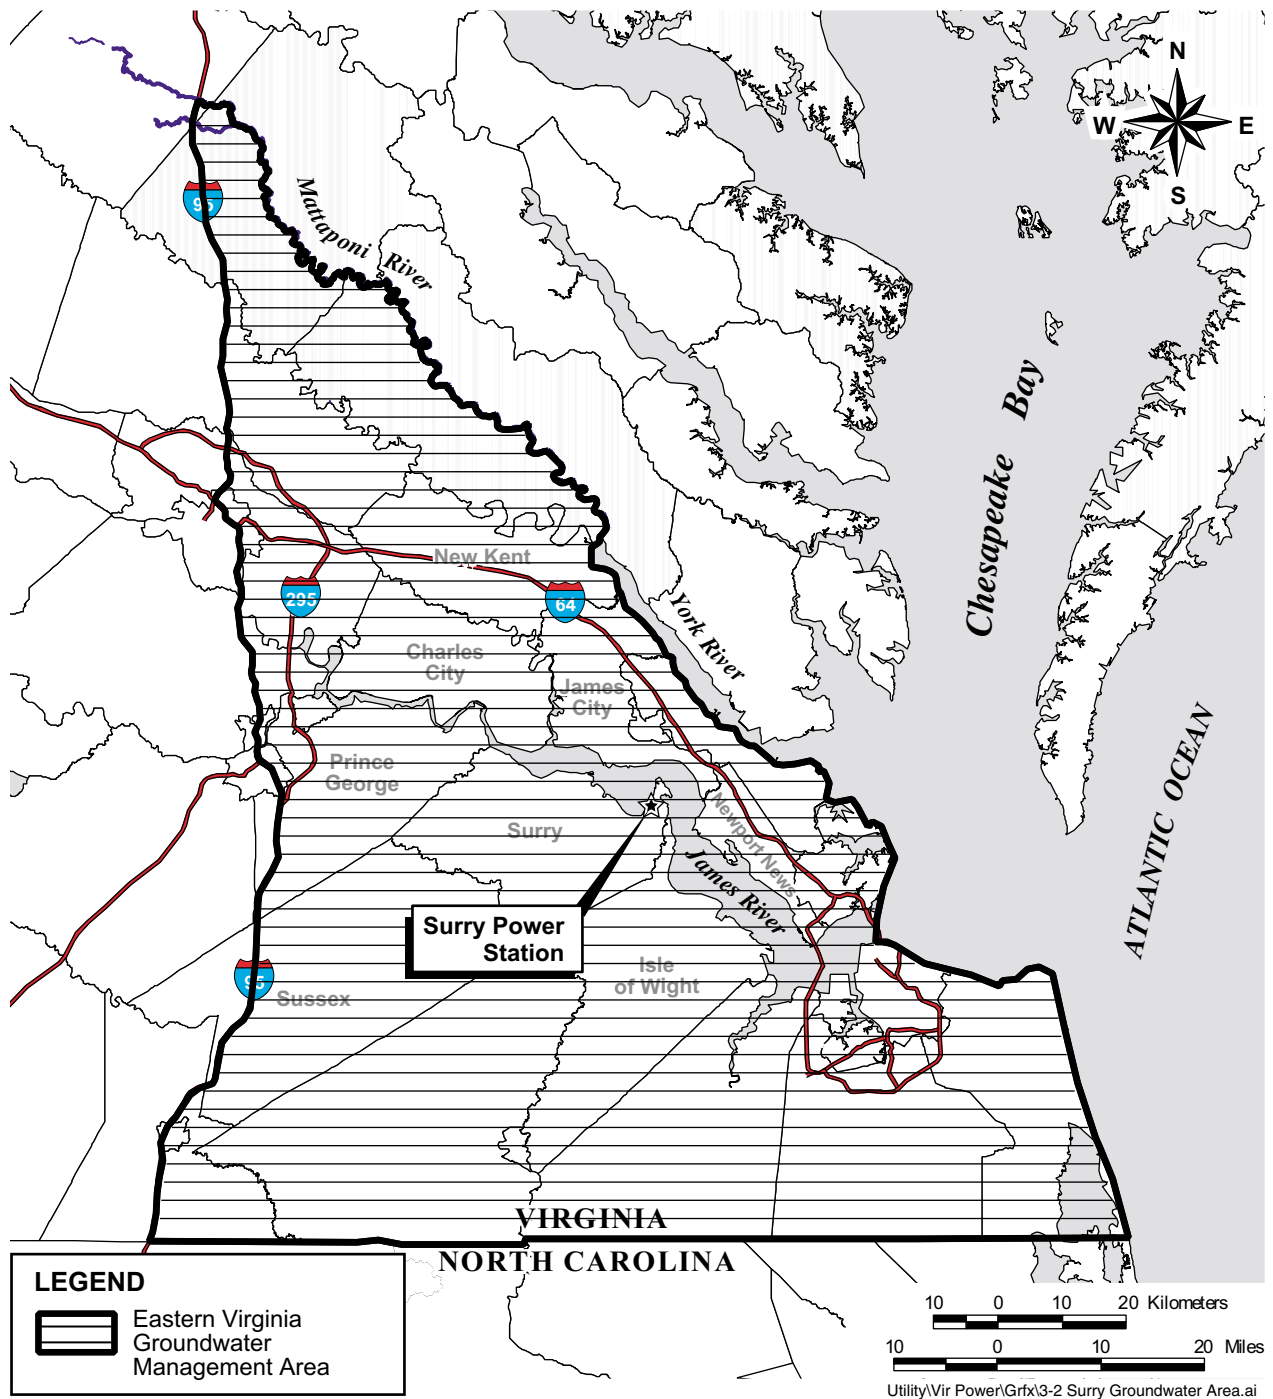 N
W E
S
95
Mattaponi River
Chesapeake Bay
New Kent
295
64
York River
Charles
City
James
City
ATLANTIC OCEAN
Prince
George
Newport News
Surry
James River
Surry Power
Station
Isle
of Wight
95
Sussex
VIRGINIA
NORTH CAROLINA
LEGEND
Eastern Virginia
Groundwater
Management Area
10 0 10 20 Kilometers
10 0 10 20 Miles
Utility\Vir Power\Grfx\3-2 Surry Groundwater Area.ai